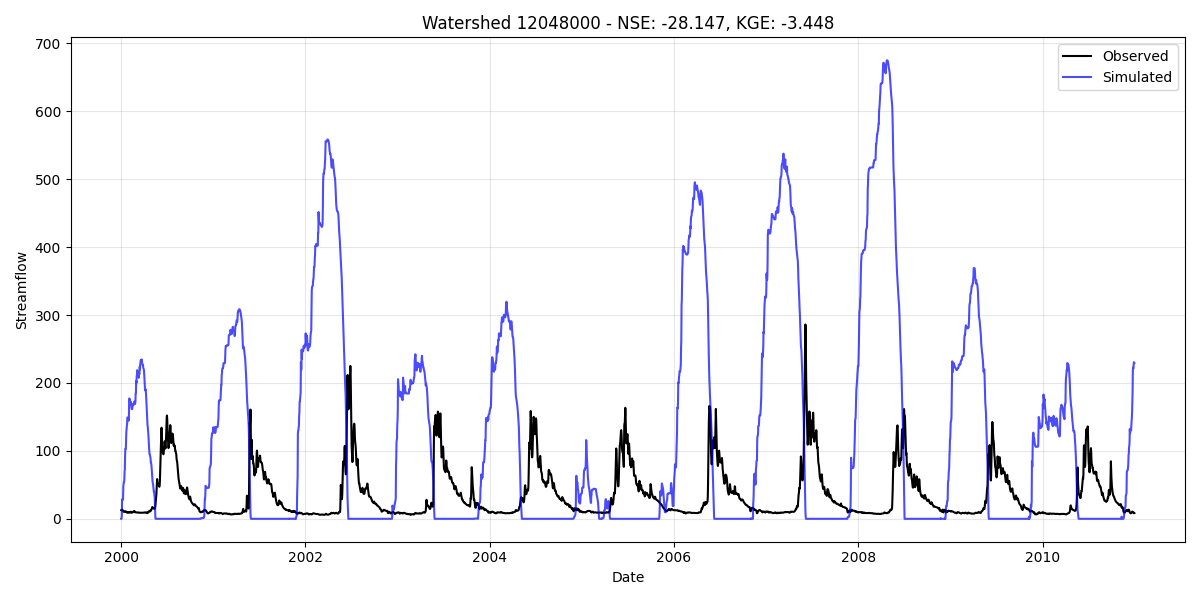 Watershed 12048000 - NSE: -28.147, KGE: -3.448
700
600
500
400
300
200
100
0
Streamflow
Observed
Simulated
2000 2002 2004 2006 2008 2010
Date